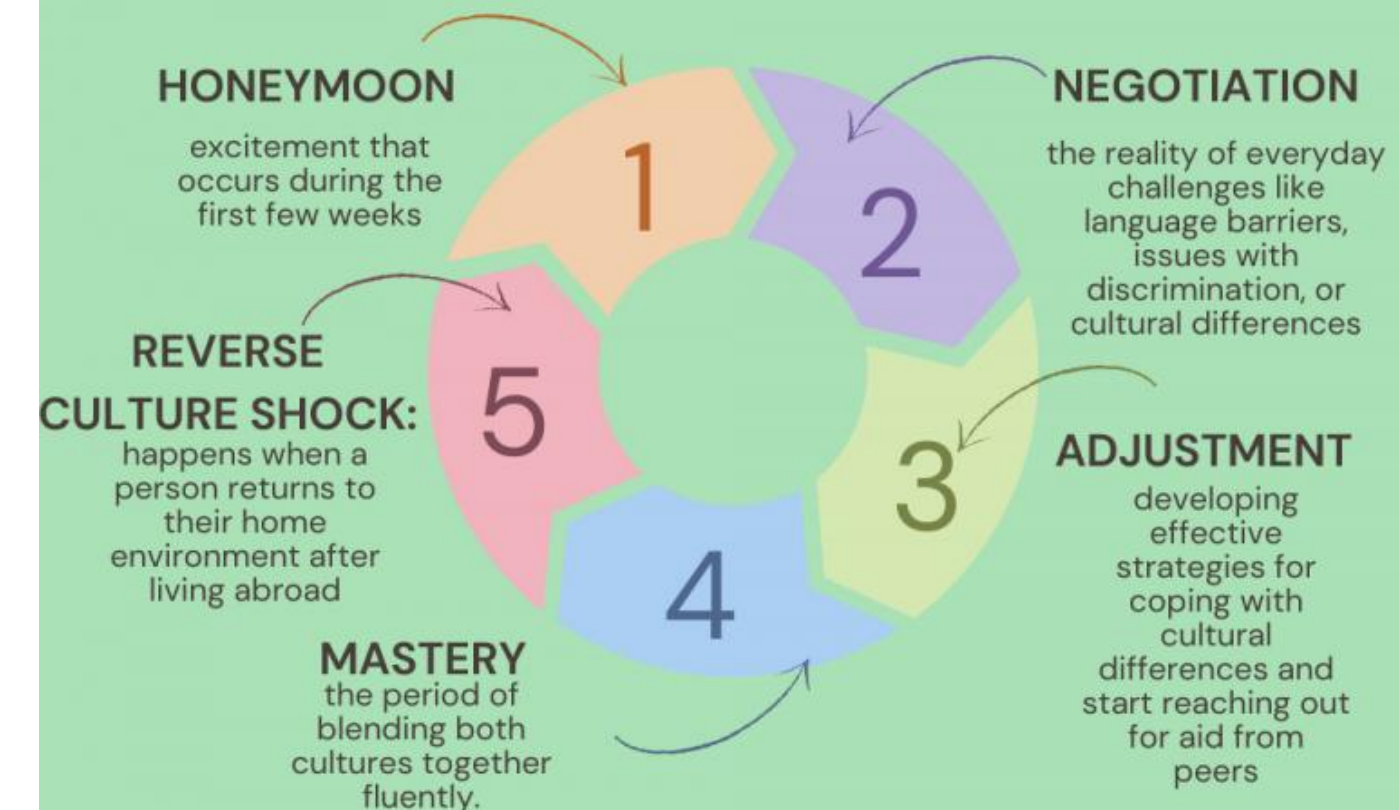 HONEYMOON
excitement that
occurs during the
first few weeks
1
NEGOTIATION
the reality of everyday
challenges like
language barriers,
issues with
discrimination, or
cultural differences
2
ADJUSTMENT
developing
effective
strategies for
coping with
cultural
differences and
start reaching out
for aid from
peers
3
MASTERY
the period of
blending both
cultures together
fluently.
4
REVERSE
CULTURE SHOCK:
happens when a
person returns to
their home
environment after
living abroad
5